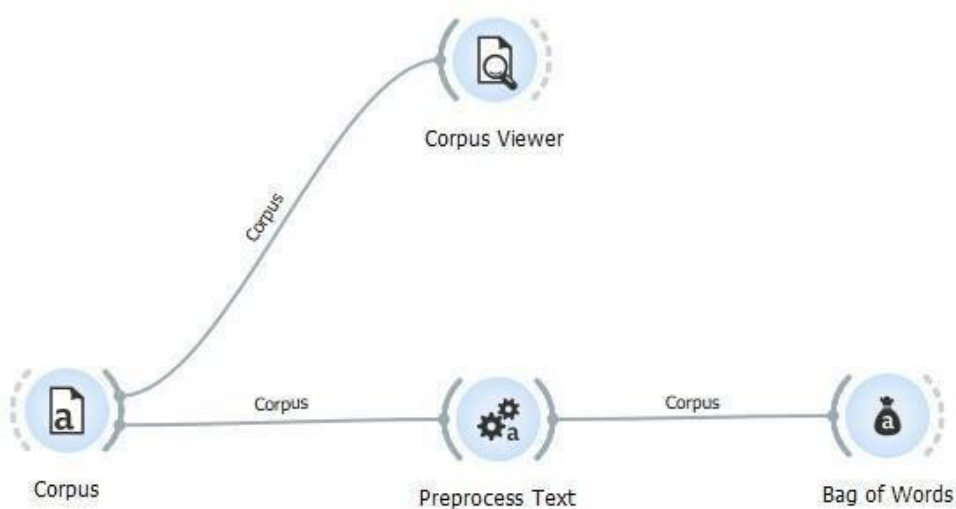 Corpus Viewer
Corpus
a
Corpus
Corpus
a
a
Corpus
Preprocess Text
Bag of Words